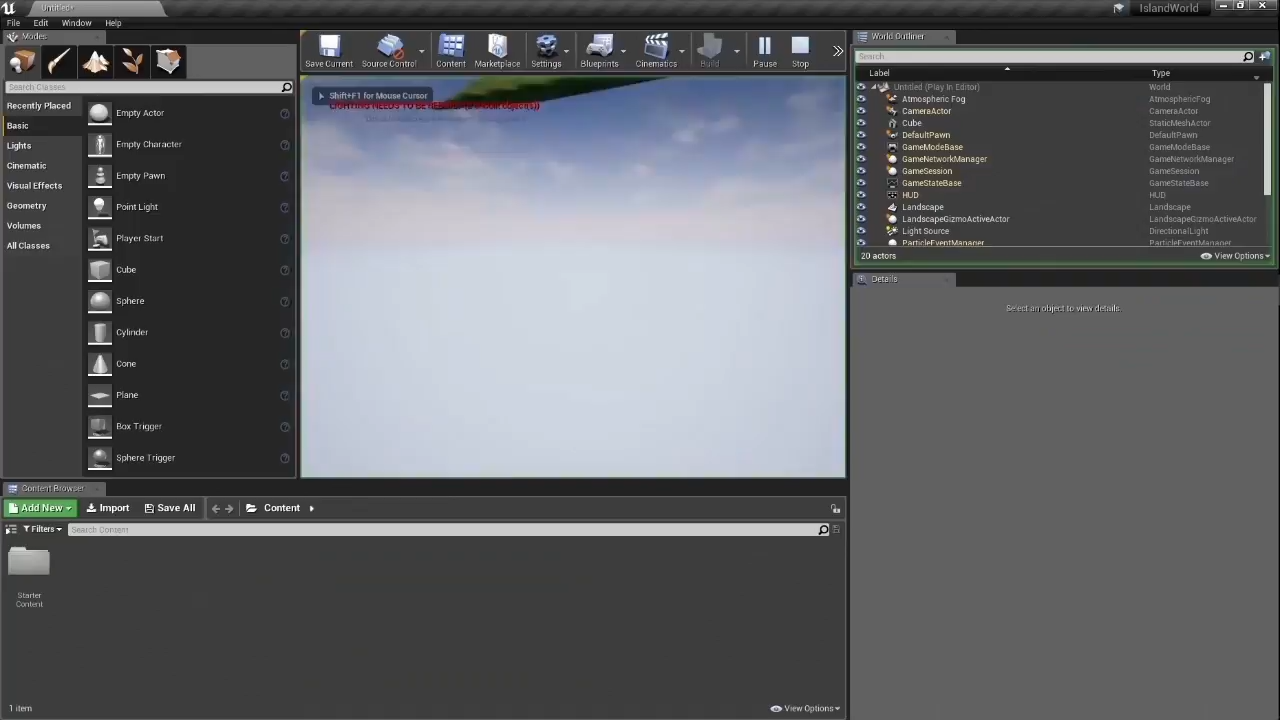 Untitled+
IslandWorld
File Edit Window Help
Modes
Search Classes
Recently Placed
Basic
Lights
Cinematic
Visual Effects
Geometry
Volumes
All Classes
Empty Actor
Empty Character
Empty Pawn
Point Light
Player Start
Cube
Sphere
Cylinder
Cone
Plane
Box Trigger
Sphere Trigger
Save Current Source Control Content Marketplace Settings Blueprints Cinematics Build Pause Stop
Shift+F1 for Mouse Cursor
LIGHTING NEEDS TO BE REBUILT
World Outliner
Search
Label Type
Untitled (Play In Editor) World
Atmospheric Fog AtmosphericFog
CameraActor CameraActor
Cube StaticMeshActor
DefaultPawn DefaultPawn
GameModeBase GameModeBase
GameNetworkManager GameNetworkManager
GameSession GameSession
GameStateBase GameStateBase
HUD HUD
Landscape Landscape
LandscapeGizmoActiveActor LandscapeGizmoActiveActor
Light Source DirectionalLight
ParticleEventManager ParticleEventManager
20 actors View Options
Details
Select an object to view details.
Content Browser
Add New Import Save All Content
Filters Search Content
Starter
Content
1 item View Options